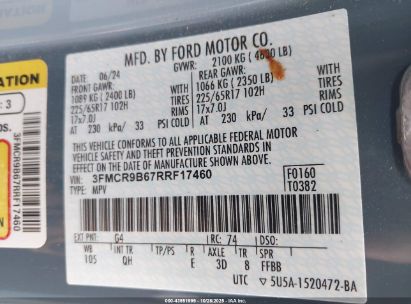 MFD. BY FORD MOTOR CO.
DATE: 06/24 GVWR: 2100 KG (4630 LB)
FRONT GAWR: REAR GAWR:
1089 KG (2400 LB) WITH 1066 KG (2350 LB) WITH
225/65R17 102H TIRES 225/65R17 102H TIRES
17x7.0J RIMS 17x7.0J RIMS
AT 230 kPa/ 33 PSI COLD AT 230 kPa/ 33 PSI COLD
THIS VEHICLE CONFORMS TO ALL APPLICABLE FEDERAL MOTOR
VEHICLE SAFETY AND THEFT PREVENTION STANDARDS IN EFFECT ON THE
DATE OF MANUFACTURE SHOWN ABOVE.
VIN: 3FMCR9B67RRF17460 F0160
TYPE: MPV T0382
EXT PNT: G4 RC: 74 DSO:
WB TP/PS R AXLE TR SPR
105 QH E 3D 8 FFBB
UTC 5U5A-1520472-BA
3FMCR9B67RRF17460